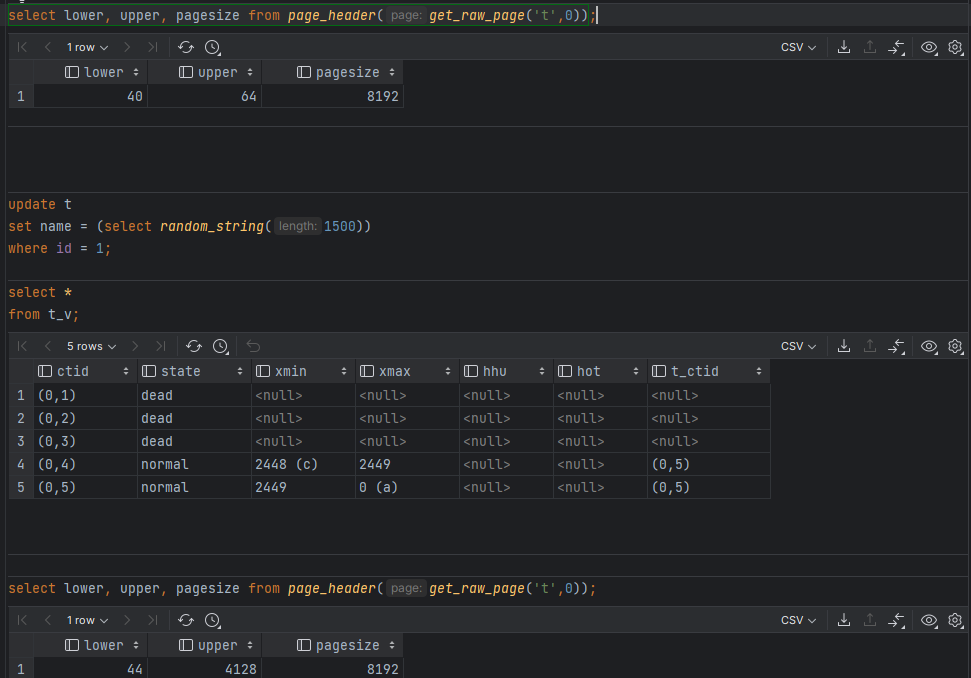 select lower, upper, pagesize from page_header( page: get_raw_page('t',0));
1 row CSV
lower upper pagesize
1 40 64 8192
update t
set name = (select random_string( length: 1500))
where id = 1;
select *
from t_v;
5 rows CSV
ctid state xmin xmax hhu hot t_ctid
1 (0,1) dead <null> <null> <null> <null> <null>
2 (0,2) dead <null> <null> <null> <null> <null>
3 (0,3) dead <null> <null> <null> <null> <null>
4 (0,4) normal 2448 (c) 2449 <null> <null> (0,5)
5 (0,5) normal 2449 0 (a) <null> <null> (0,5)
select lower, upper, pagesize from page_header( page: get_raw_page('t',0));
1 row CSV
lower upper pagesize
1 44 4128 8192